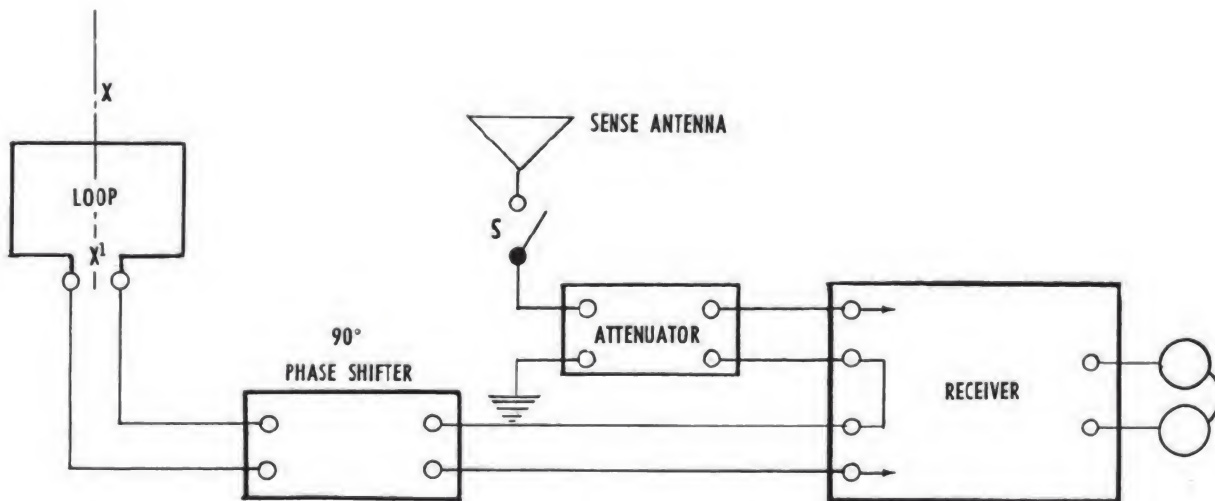 X
LOOP
X¹
SENSE ANTENNA
S
90°
PHASE SHIFTER
ATTENUATOR
RECEIVER